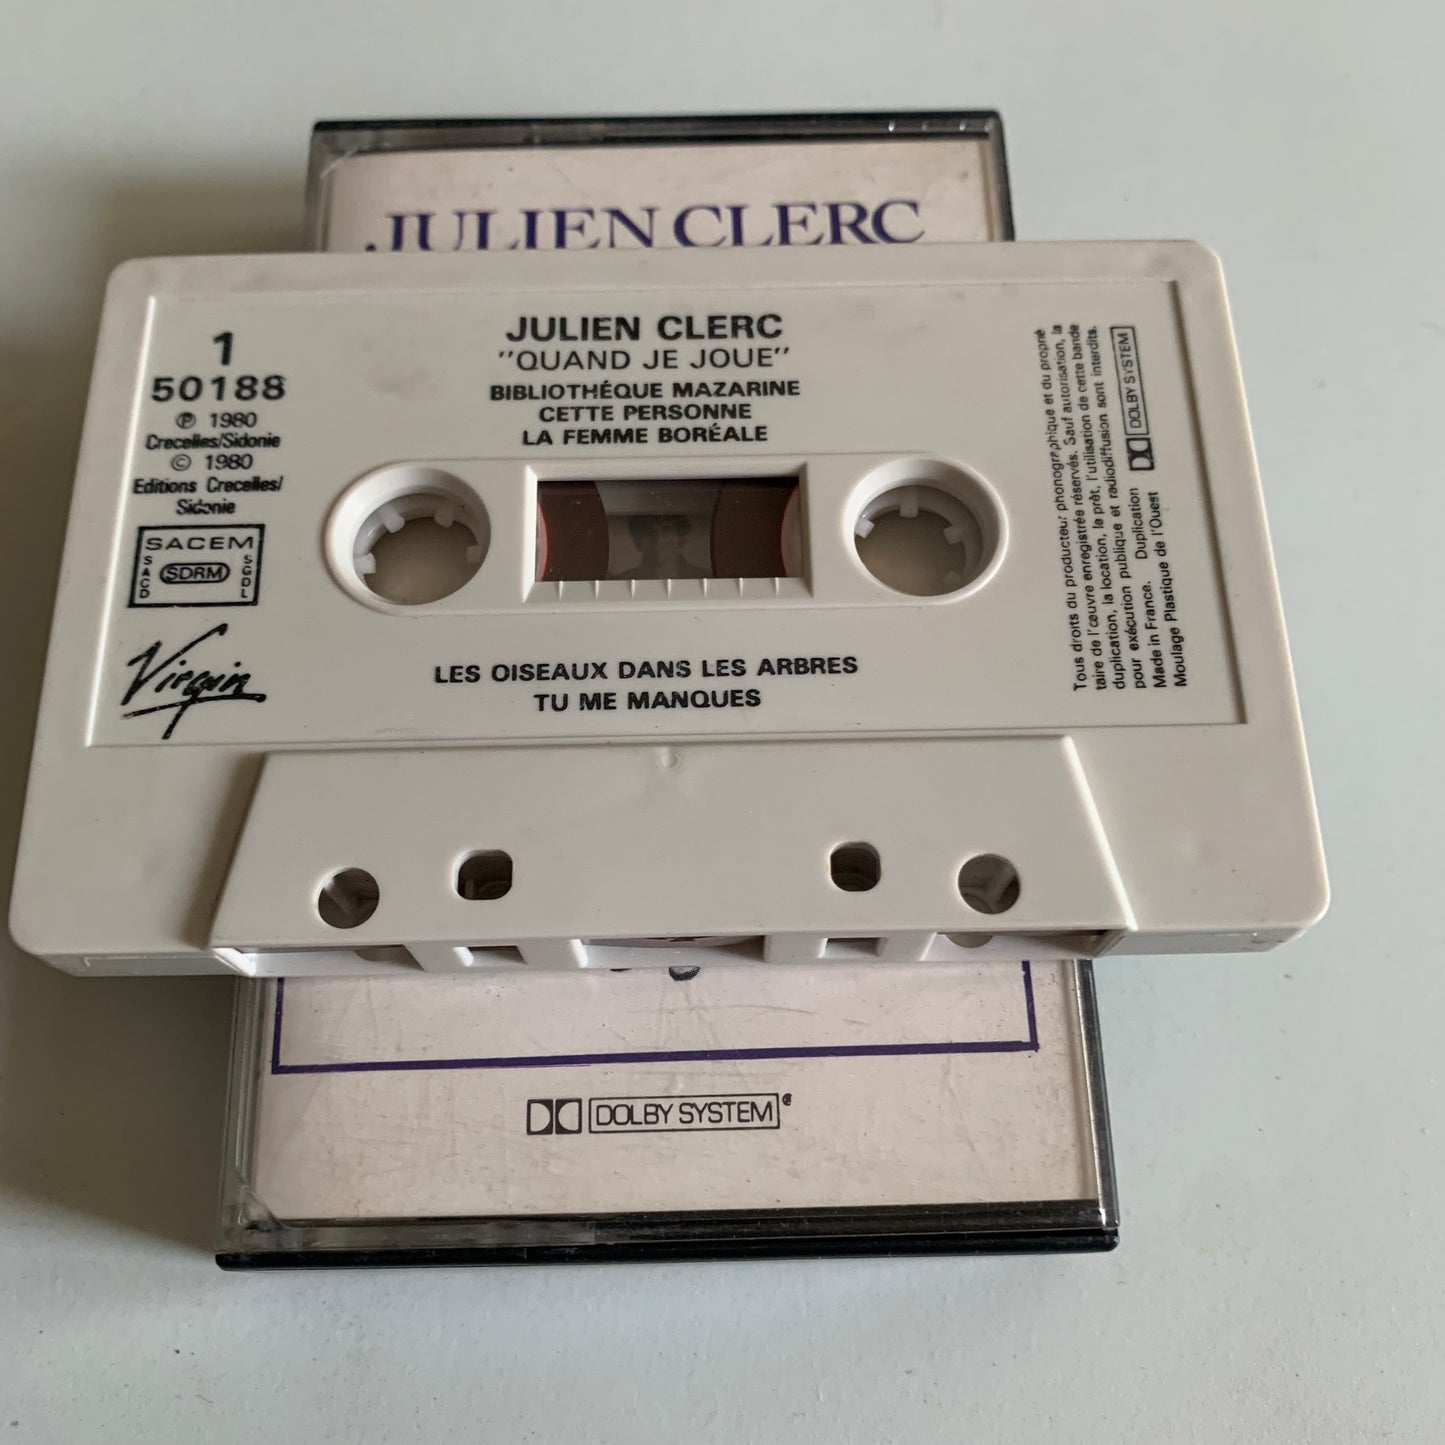 JULIEN CLERC
1
50188
℗ 1980
Crecelles/Sidonie
© 1980
Editions Crecelles/
Sidonie
SACEM
SACD
SDRM
SGDL
Virgin
JULIEN CLERC
"QUAND JE JOUE"
BIBLIOTHÉQUE MAZARINE
CETTE PERSONNE
LA FEMME BORÉALE
LES OISEAUX DANS LES ARBRES
TU ME MANQUES
Tous droits du producteur phonographique et du proprié
taire de l'œuvre enregistrée réservés. Sauf autorisation, la
duplication, la location, le prêt, l'utilisation de cette bande
pour exécution publique et radiodiffusion sont interdits.
Made in France. Duplication
Moulage Plastique de l'Ouest
DOLBY SYSTEM
DOLBY SYSTEM®